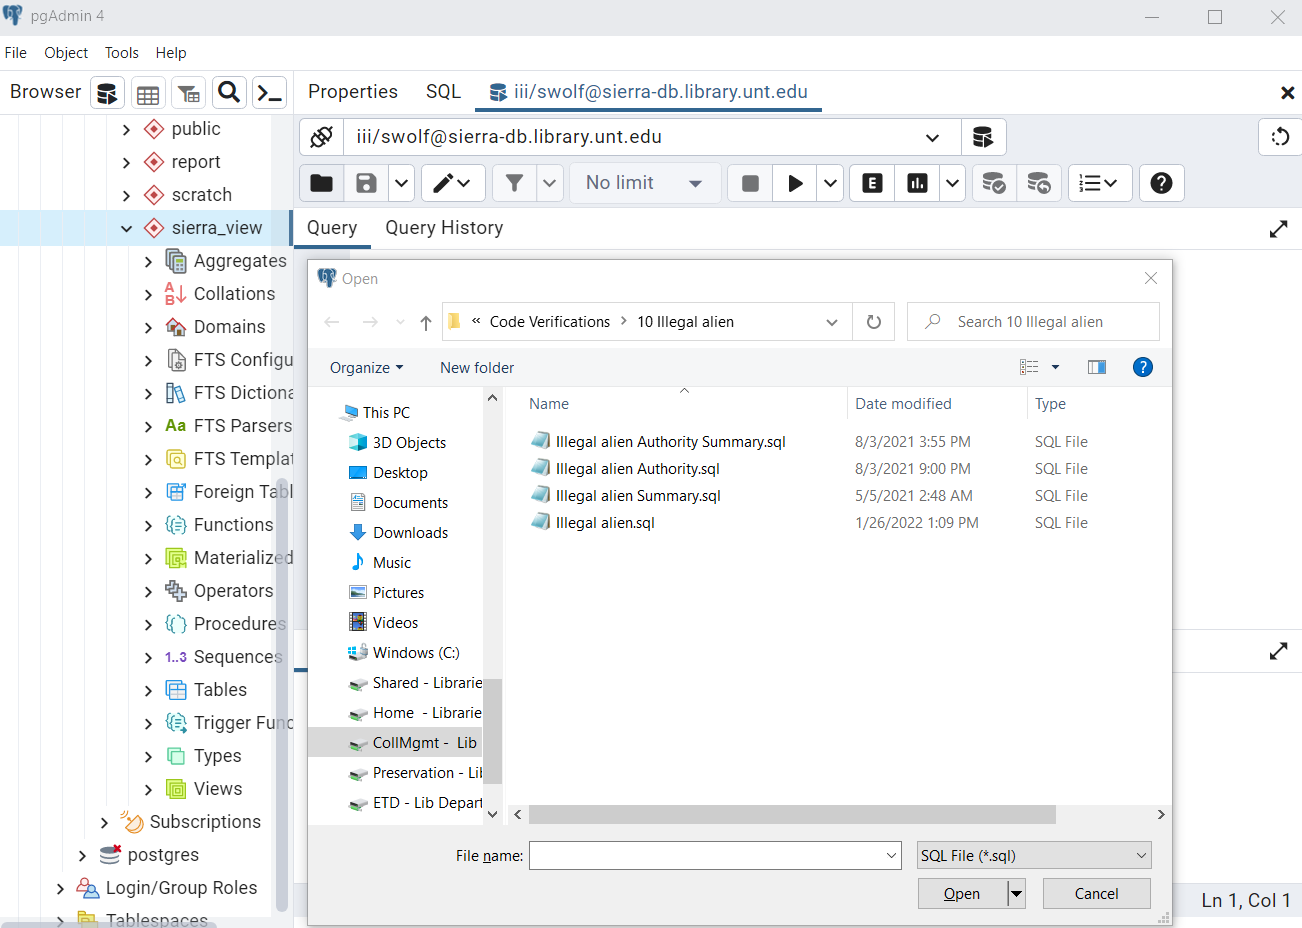 pgAdmin 4
File Object Tools Help
Browser
Properties SQL iii/swolf@sierra-db.library.unt.edu
public
report
scratch
sierra_view
Aggregates
Collations
Domains
FTS Configu
FTS Dictiona
Aa FTS Parsers
FTS Templat
Foreign Tabl
Functions
Materialized
Operators
Procedures
1..3 Sequences
Tables
Trigger Func
Types
Views
Subscriptions
postgres
Login/Group Roles
Tablespaces
iii/swolf@sierra-db.library.unt.edu
No limit
E
Query Query History
Open
« Code Verifications > 10 Illegal alien
Search 10 Illegal alien
Organize New folder
This PC
3D Objects
Desktop
Documents
Downloads
Music
Pictures
Videos
Windows (C:)
Shared - Librarie
Home - Librarie
CollMgmt - Lib
Preservation - Lib
ETD - Lib Depart
Name Date modified Type
Illegal alien Authority Summary.sql 8/3/2021 3:55 PM SQL File
Illegal alien Authority.sql 8/3/2021 9:00 PM SQL File
Illegal alien Summary.sql 5/5/2021 2:48 AM SQL File
Illegal alien.sql 1/26/2022 1:09 PM SQL File
File name: SQL File (*.sql)
Open Cancel
Ln 1, Col 1